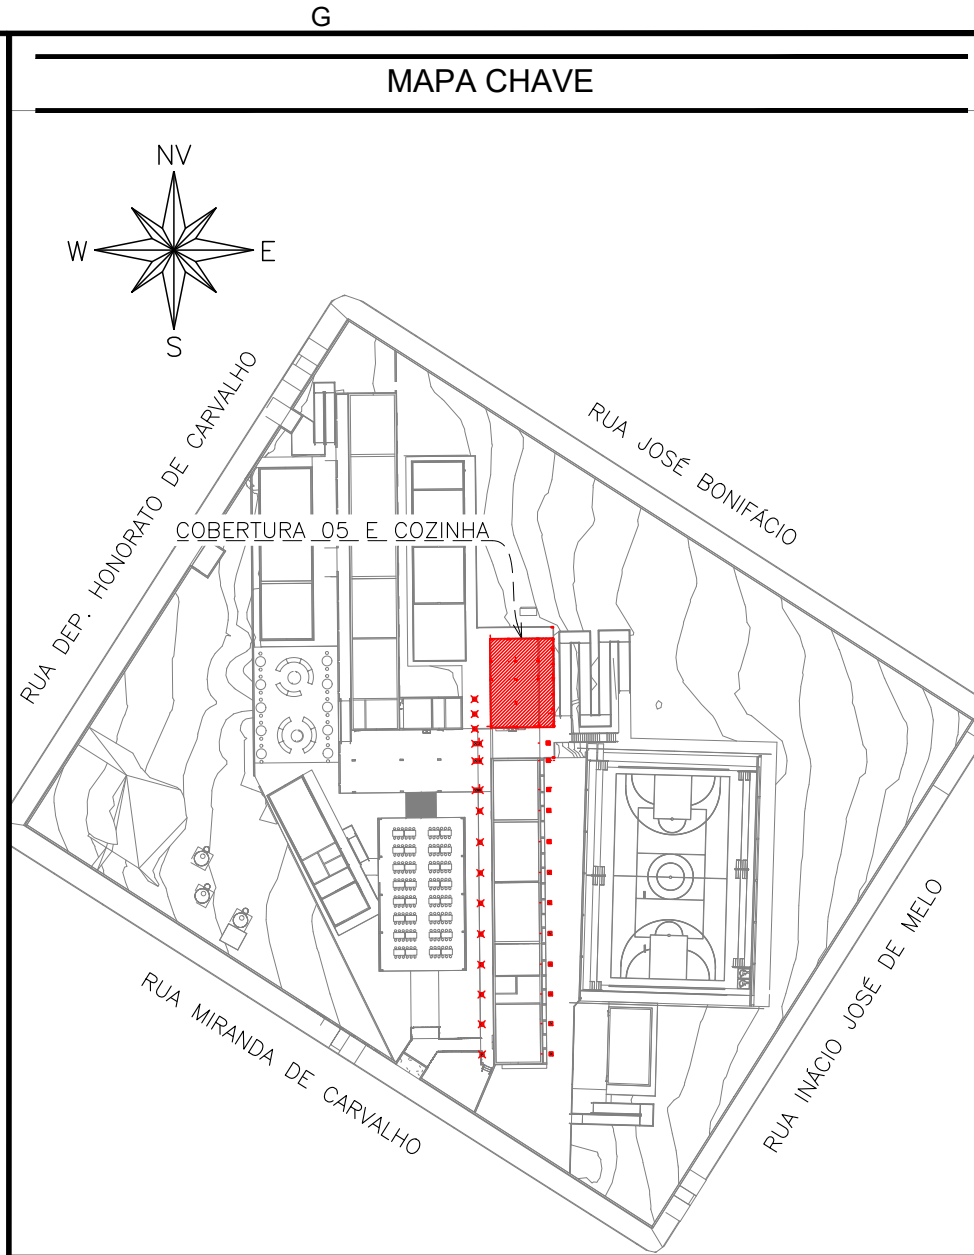 G
MAPA CHAVE
NV
W
E
S
RUA DEP. HONORATO DE CARVALHO
RUA JOSÉ BONIFÁCIO
COBERTURA 05 E COZINHA
RUA MIRANDA DE CARVALHO
RUA INÁCIO JOSÉ DE MELO